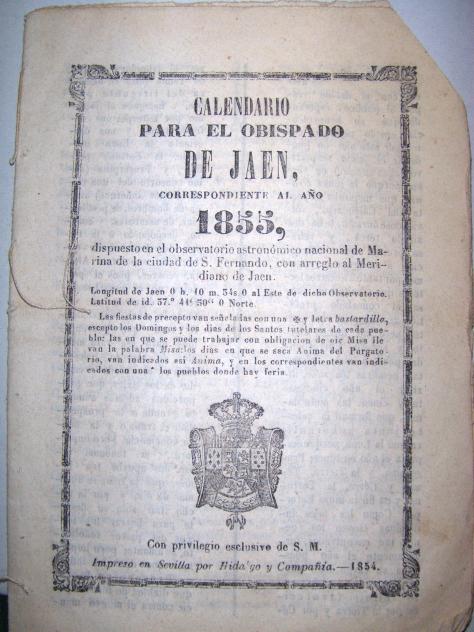 CALENDARIO
PARA EL OBISPADO
DE JAEN,
CORRESPONDIENTE AL AÑO
1855,
dispuesto en el observatorio astronómico nacional de Ma-
rina de la ciudad de S. Fernando, con arreglo al Meri-
diano de Jaen.
Longitud de Jaen 0 h. 10 m. 34s 0 al Este de dicho Observatorio.
Latitud de id. 37.° 44' 50'' 0 Norte.
Las fiestas de precepto van señaladas con una ✠ y letra bastardilla,
escepto los Domingos y los dias de los Santos tutelares de cada pue-
blo: las en que se puede trabajar con obligacion de oir Misa lle
van la palabra Misa: los dias en que se saca Anima del Purgato-
rio, van indicados asi Anima, y en los correspondientes van indi-
cados con una * los pueblos donde hay feria.
Con privilegio esclusivo de S. M.
Impreso en Sevilla por Hidalgo y Compañia.—1854.